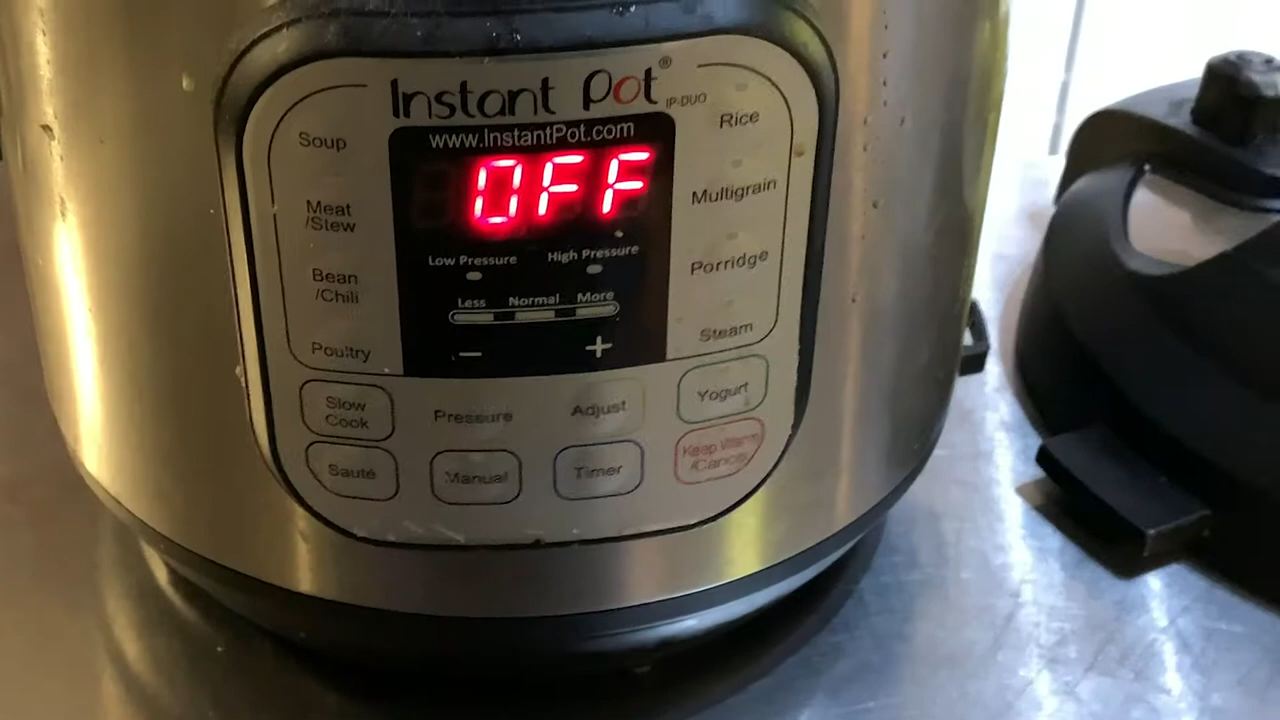 Instant Pot®
IP-DUO
www.InstantPot.com
OFF
Soup
Meat
/Stew
Bean
/Chili
Poultry
Low Pressure
High Pressure
Less
Normal
More
− +
Rice
Multigrain
Porridge
Steam
Slow
Cook
Pressure
Adjust
Yogurt
Sauté
Manual
Timer
Keep Warm
/Cancel